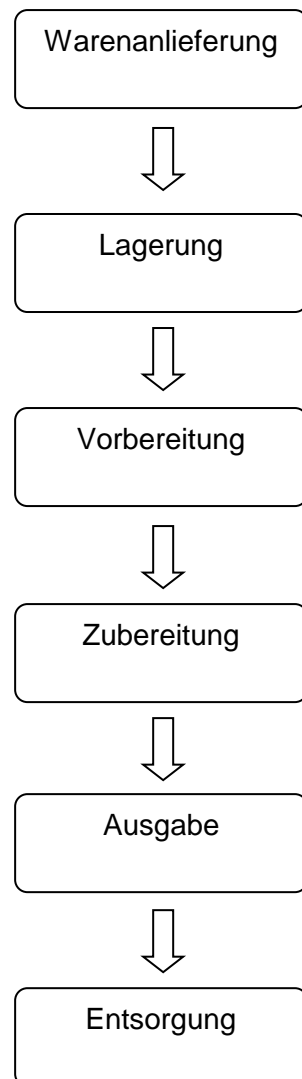 Warenanlieferung
Lagerung
Vorbereitung
Zubereitung
Ausgabe
Entsorgung